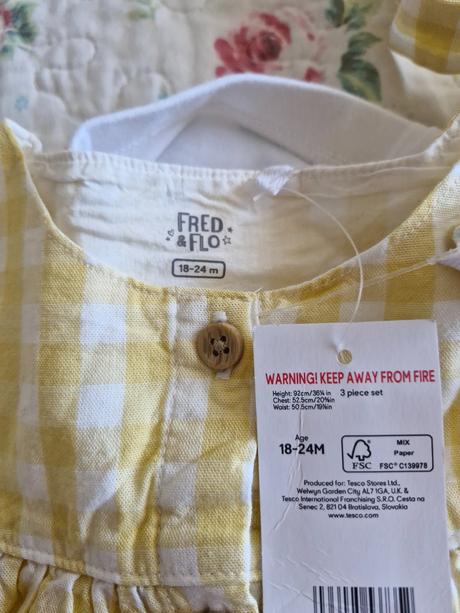 FRED
& FLO
18-24 m
WARNING! KEEP AWAY FROM FIRE
Height: 92cm/36¼in
Chest: 52.5cm/20¾in
Waist: 50.5cm/19¾in
3 piece set
Age
18-24M
FSC
MIX
Paper
FSC® C139978
Produced for: Tesco Stores Ltd.,
Welwyn Garden City AL7 1GA, U.K. &
Tesco International Franchising S.R.O. Cesta na
Senec 2, 821 04 Bratislava, Slovakia
www.tesco.com